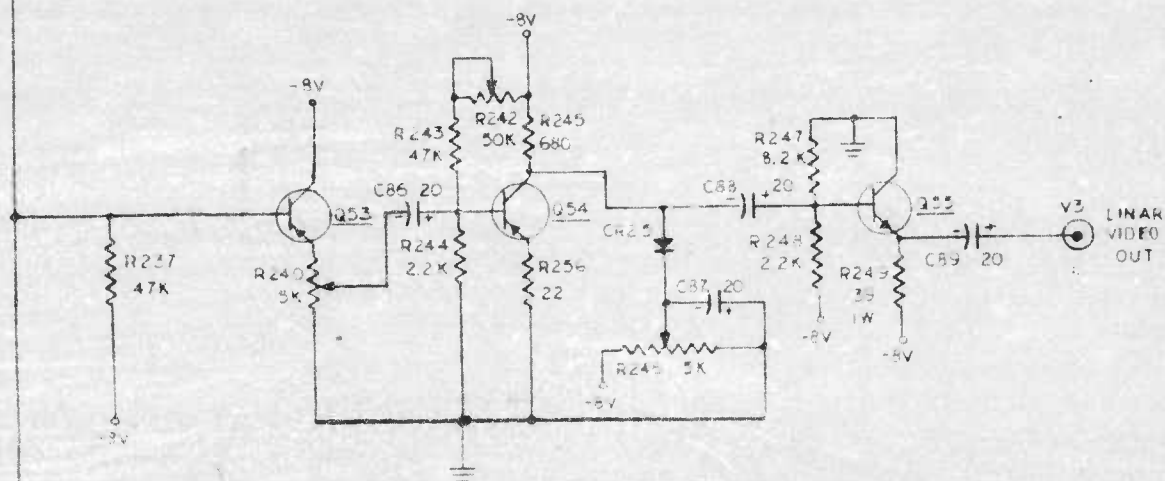 -8V
-8V
R242
50K
R243
47K
R245
680
C86
20
-
+
Q53
Q54
R237
47K
R240
5K
R244
2.2K
R256
22
-8V
CR25
C88
-
+
20
R247
8.2K
Q55
R248
2.2K
R249
39
1W
-8V
-8V
-
+
C89
20
V3
LINAR
VIDEO
OUT
C87
20
-
+
5K
-8V